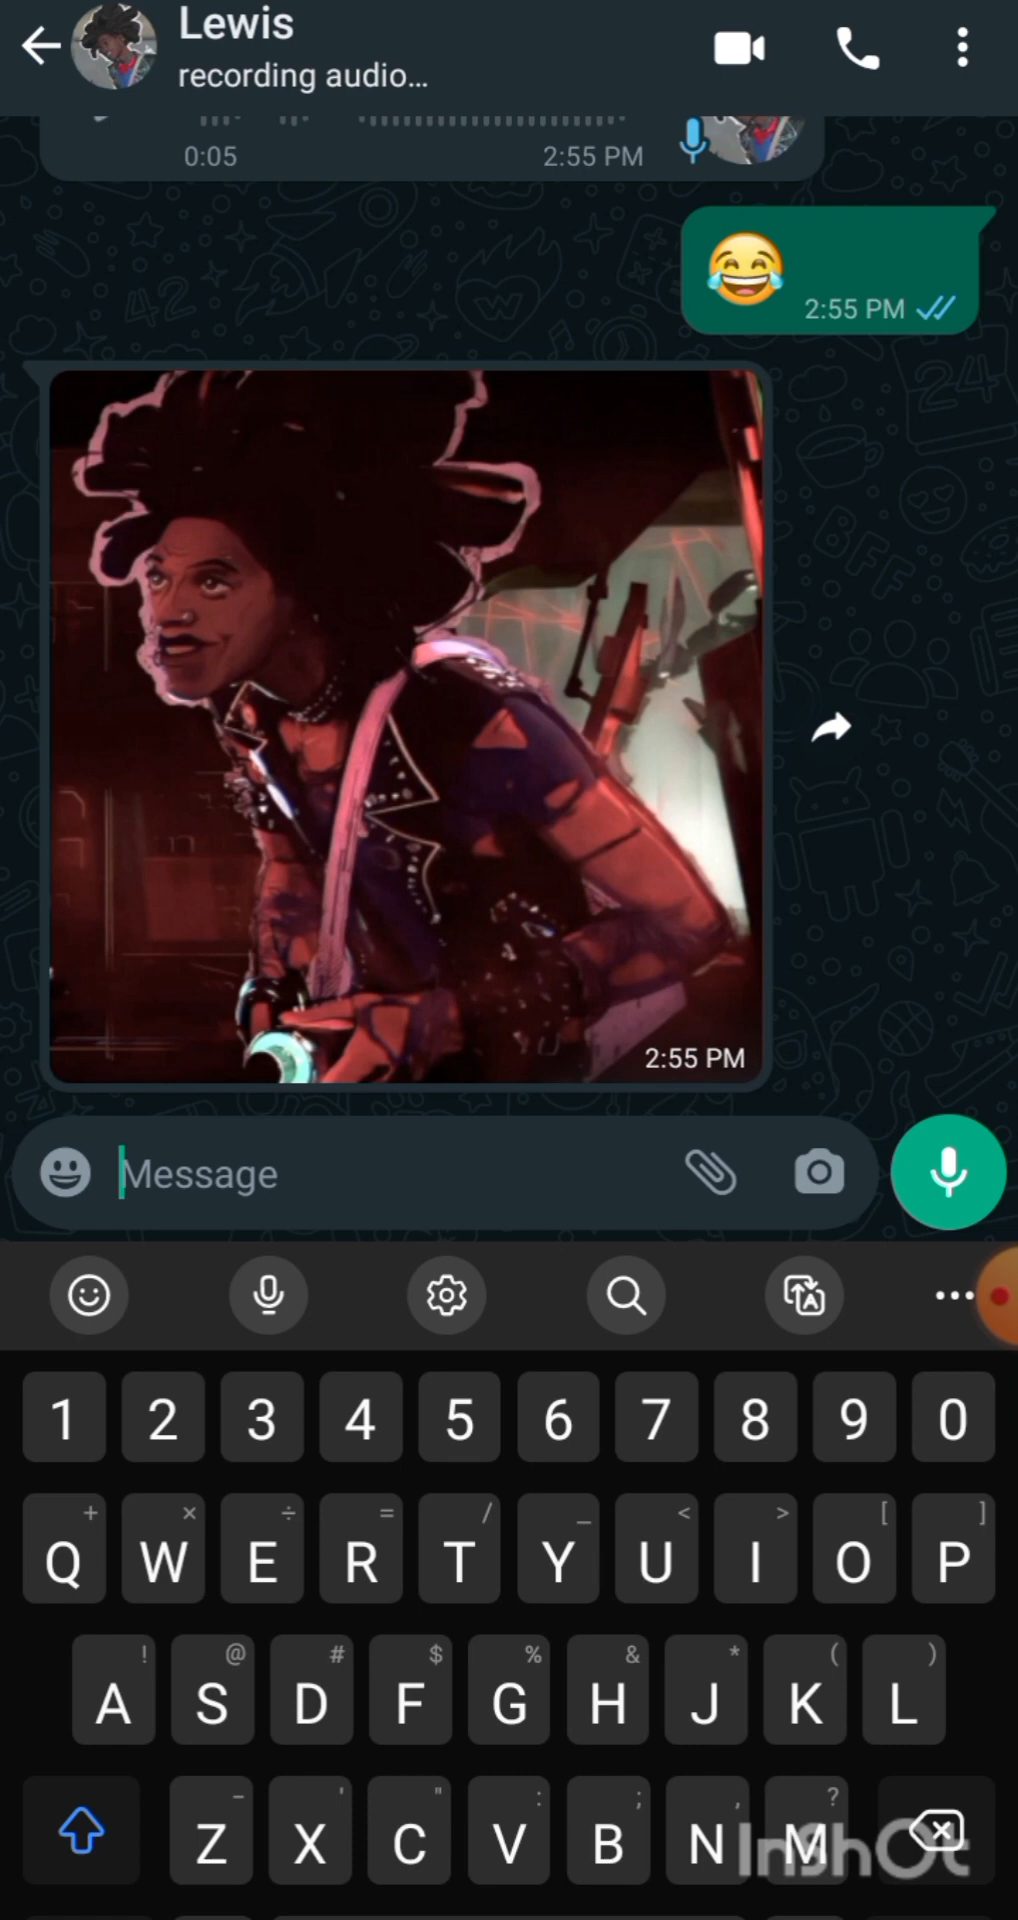 Lewis
recording audio...
0:05 2:55 PM
2:55 PM
2:55 PM
Message
1 2 3 4 5 6 7 8 9 0
+ × ÷ = / _ < > [ ]
Q W E R T Y U I O P
! @ # $ % & * ( )
A S D F G H J K L
- ' " : ; , ?
Z X C V B N M
InShOt